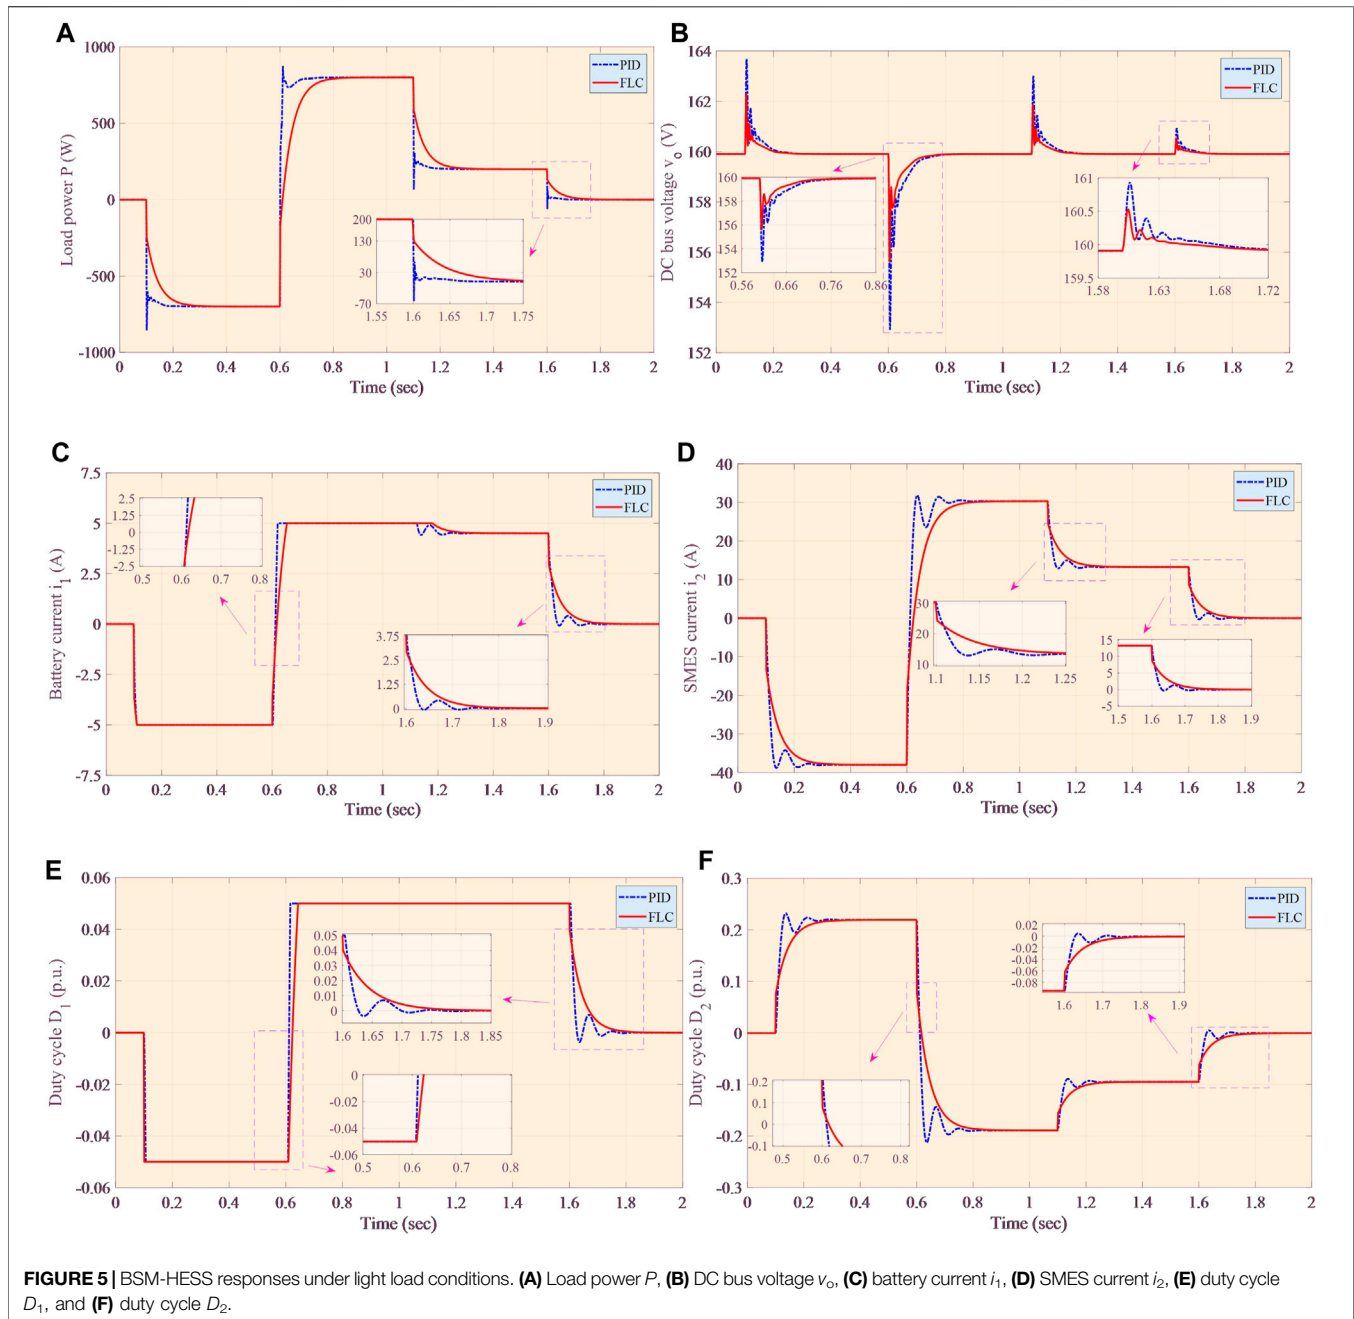 A
1000
500
0
-500
-1000
Load power P (W)
PID
FLC
200
130
30
-70
1.55 1.6 1.65 1.7 1.75
0 0.2 0.4 0.6 0.8 1 1.2 1.4 1.6 1.8 2
Time (sec)
B
164
162
160
158
156
154
152
DC bus voltage vo (V)
PID
FLC
160
158
156
154
152
0.56 0.66 0.76 0.86
161
160.5
160
159.5
1.58 1.63 1.68 1.72
0 0.2 0.4 0.6 0.8 1 1.2 1.4 1.6 1.8 2
Time (sec)
C
7.5
5
2.5
0
-2.5
-5
-7.5
Battery current i1 (A)
PID
FLC
2.5
1.25
0
-1.25
-2.5
0.5 0.6 0.7 0.8
3.75
2.5
1.25
0
1.6 1.7 1.8 1.9
0 0.2 0.4 0.6 0.8 1 1.2 1.4 1.6 1.8 2
Time (sec)
D
40
30
20
10
0
-10
-20
-30
-40
SMES current i2 (A)
PID
FLC
30
20
10
1.1 1.15 1.2 1.25
15
10
5
0
-5
1.5 1.6 1.7 1.8 1.9
0 0.2 0.4 0.6 0.8 1 1.2 1.4 1.6 1.8 2
Time (sec)
E
0.06
0.04
0.02
0
-0.02
-0.04
-0.06
Duty cycle D1 (p.u.)
PID
FLC
0.05
0.04
0.03
0.02
0.01
0
1.6 1.65 1.7 1.75 1.8 1.85
0
-0.02
-0.04
-0.06
0.5 0.6 0.7 0.8
0 0.2 0.4 0.6 0.8 1 1.2 1.4 1.6 1.8 2
Time (sec)
F
0.3
0.2
0.1
0
-0.1
-0.2
-0.3
Duty cycle D2 (p.u.)
PID
FLC
0.02
0
-0.02
-0.04
-0.06
-0.08
1.6 1.7 1.8 1.9
0.2
0.1
0
-0.1
0.5 0.6 0.7 0.8
0 0.2 0.4 0.6 0.8 1 1.2 1.4 1.6 1.8 2
Time (sec)
FIGURE 5 | BSM-HESS responses under light load conditions. (A) Load power P, (B) DC bus voltage vo, (C) battery current i1, (D) SMES current i2, (E) duty cycle
D1, and (F) duty cycle D2.